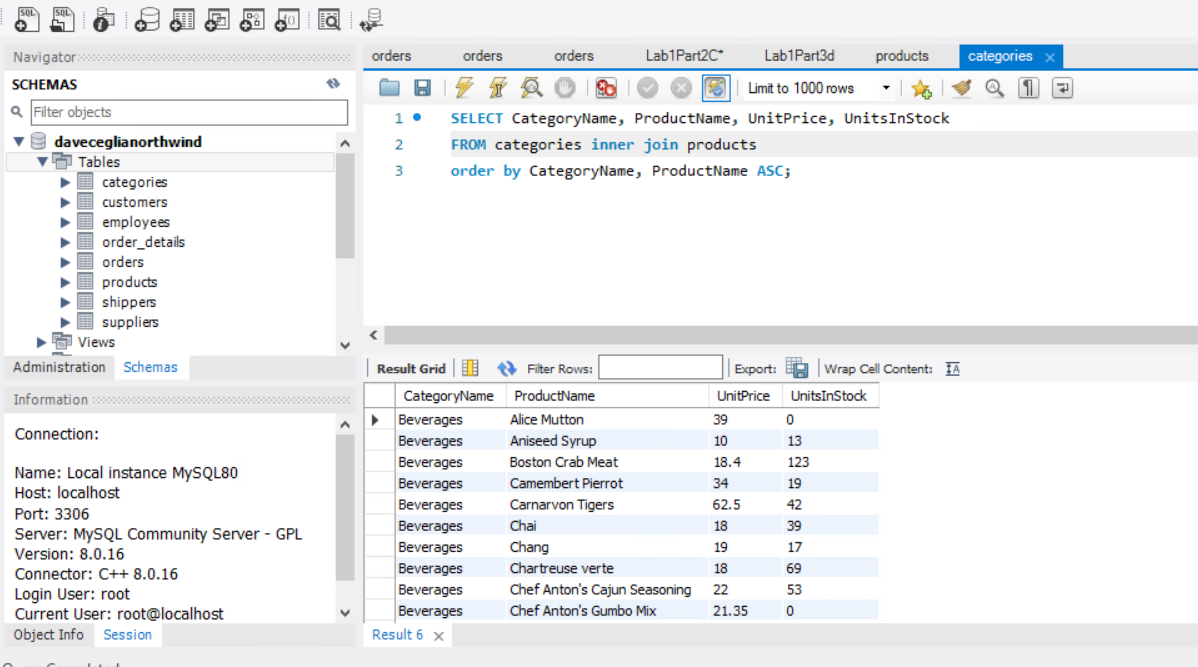 SQL SQL
Navigator
SCHEMAS
Filter objects
daveceglianorthwind
Tables
categories
customers
employees
order_details
orders
products
shippers
suppliers
Views
Administration Schemas
Information
Connection:
Name: Local instance MySQL80
Host: localhost
Port: 3306
Server: MySQL Community Server - GPL
Version: 8.0.16
Connector: C++ 8.0.16
Login User: root
Current User: root@localhost
Object Info Session
orders orders orders Lab1Part2C* Lab1Part3d products categories
Limit to 1000 rows
1 SELECT CategoryName, ProductName, UnitPrice, UnitsInStock
2 FROM categories inner join products
3 order by CategoryName, ProductName ASC;
Result Grid Filter Rows: Export: Wrap Cell Content:
CategoryName ProductName UnitPrice UnitsInStock
Beverages Alice Mutton 39 0
Beverages Aniseed Syrup 10 13
Beverages Boston Crab Meat 18.4 123
Beverages Camembert Pierrot 34 19
Beverages Carnarvon Tigers 62.5 42
Beverages Chai 18 39
Beverages Chang 19 17
Beverages Chartreuse verte 18 69
Beverages Chef Anton's Cajun Seasoning 22 53
Beverages Chef Anton's Gumbo Mix 21.35 0
Result 6